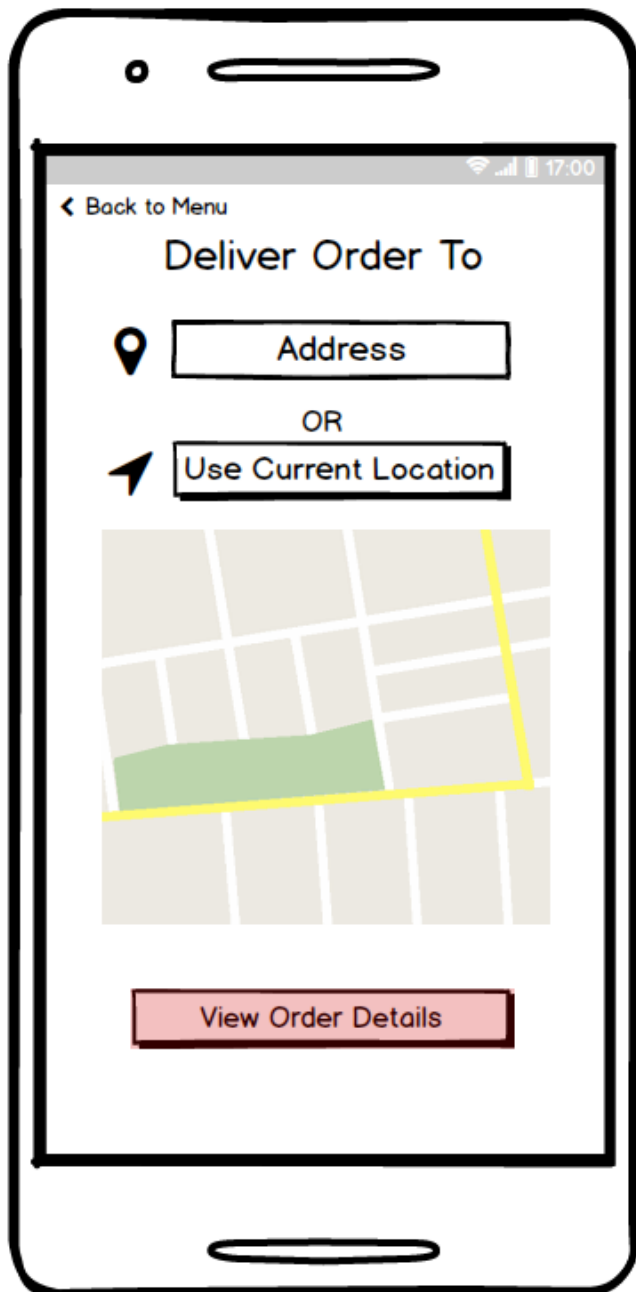 17:00
Back to Menu
Deliver Order To
Address
OR
Use Current Location
View Order Details